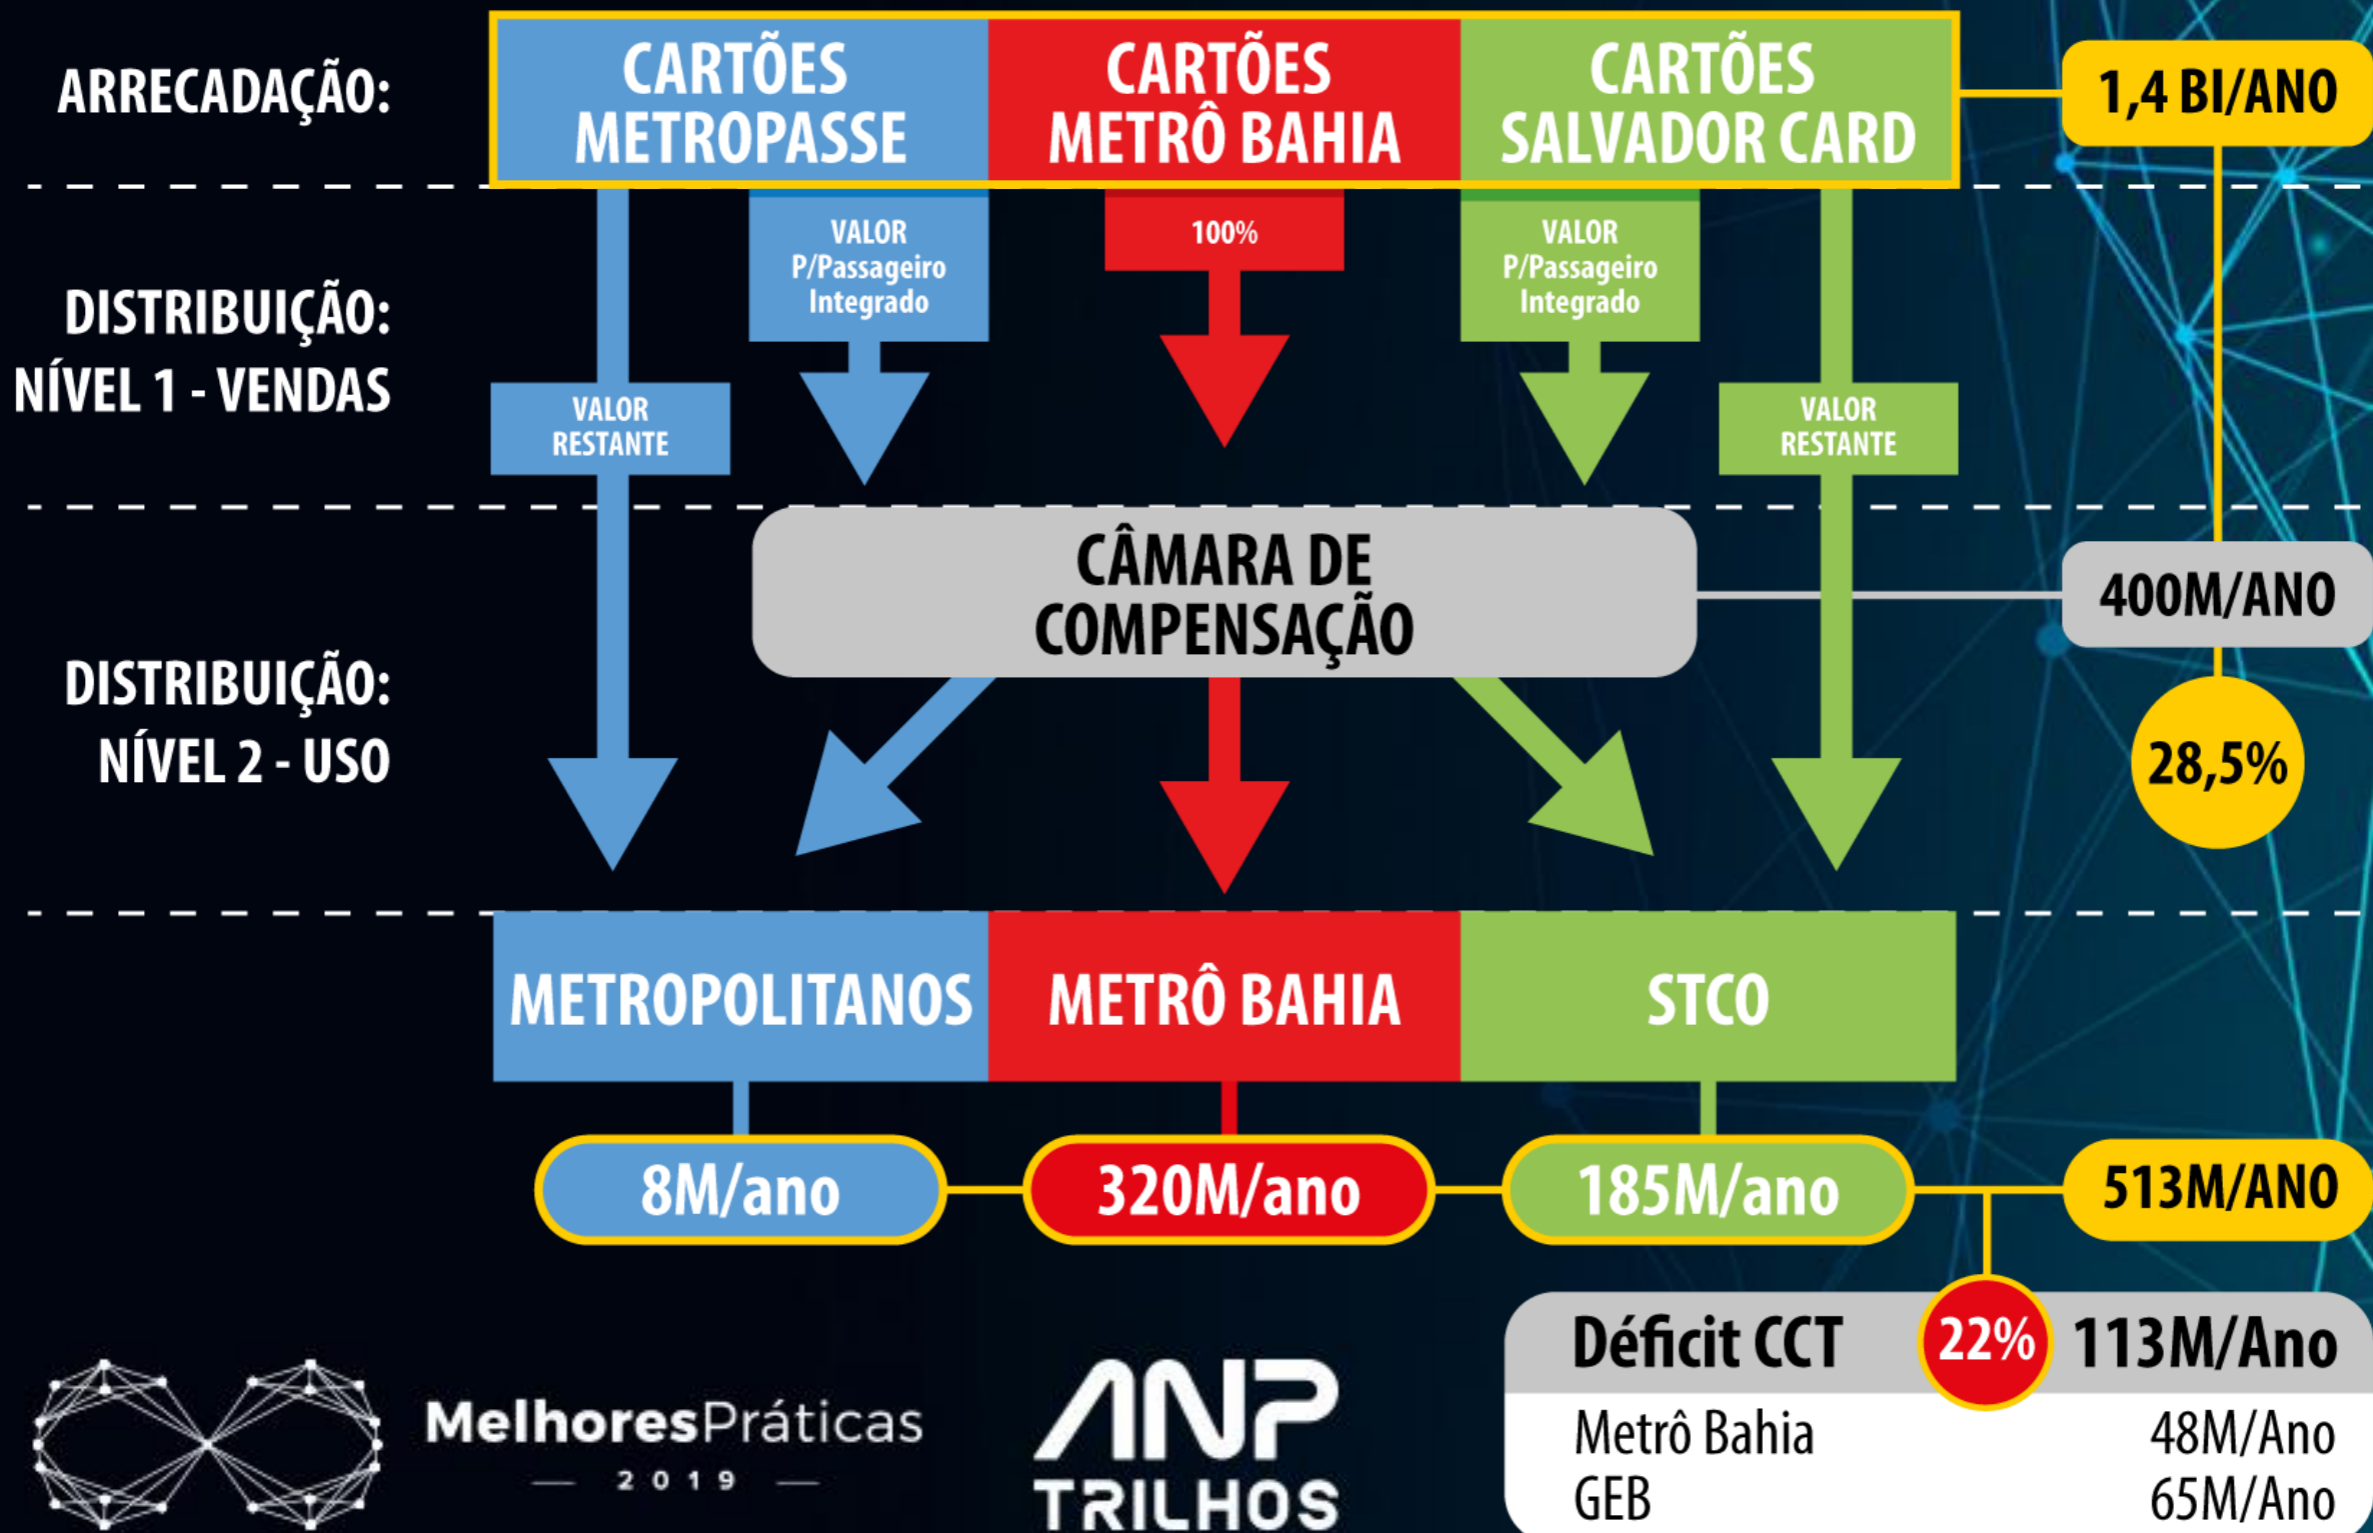 ARRECADAÇÃO:
CARTÕES
METROPASSE
CARTÕES
METRÔ BAHIA
CARTÕES
SALVADOR CARD
1,4 BI/ANO
DISTRIBUIÇÃO:
NÍVEL 1 - VENDAS
VALOR
RESTANTE
VALOR
P/Passageiro
Integrado
100%
VALOR
P/Passageiro
Integrado
VALOR
RESTANTE
CÂMARA DE
COMPENSAÇÃO
400M/ANO
DISTRIBUIÇÃO:
NÍVEL 2 - USO
28,5%
METROPOLITANOS
METRÔ BAHIA
STCO
8M/ano
320M/ano
185M/ano
513M/ANO
Déficit CCT
22%
113M/Ano
Metrô Bahia
48M/Ano
GEB
65M/Ano
MelhoresPráticas
2019
ANP
TRILHOS